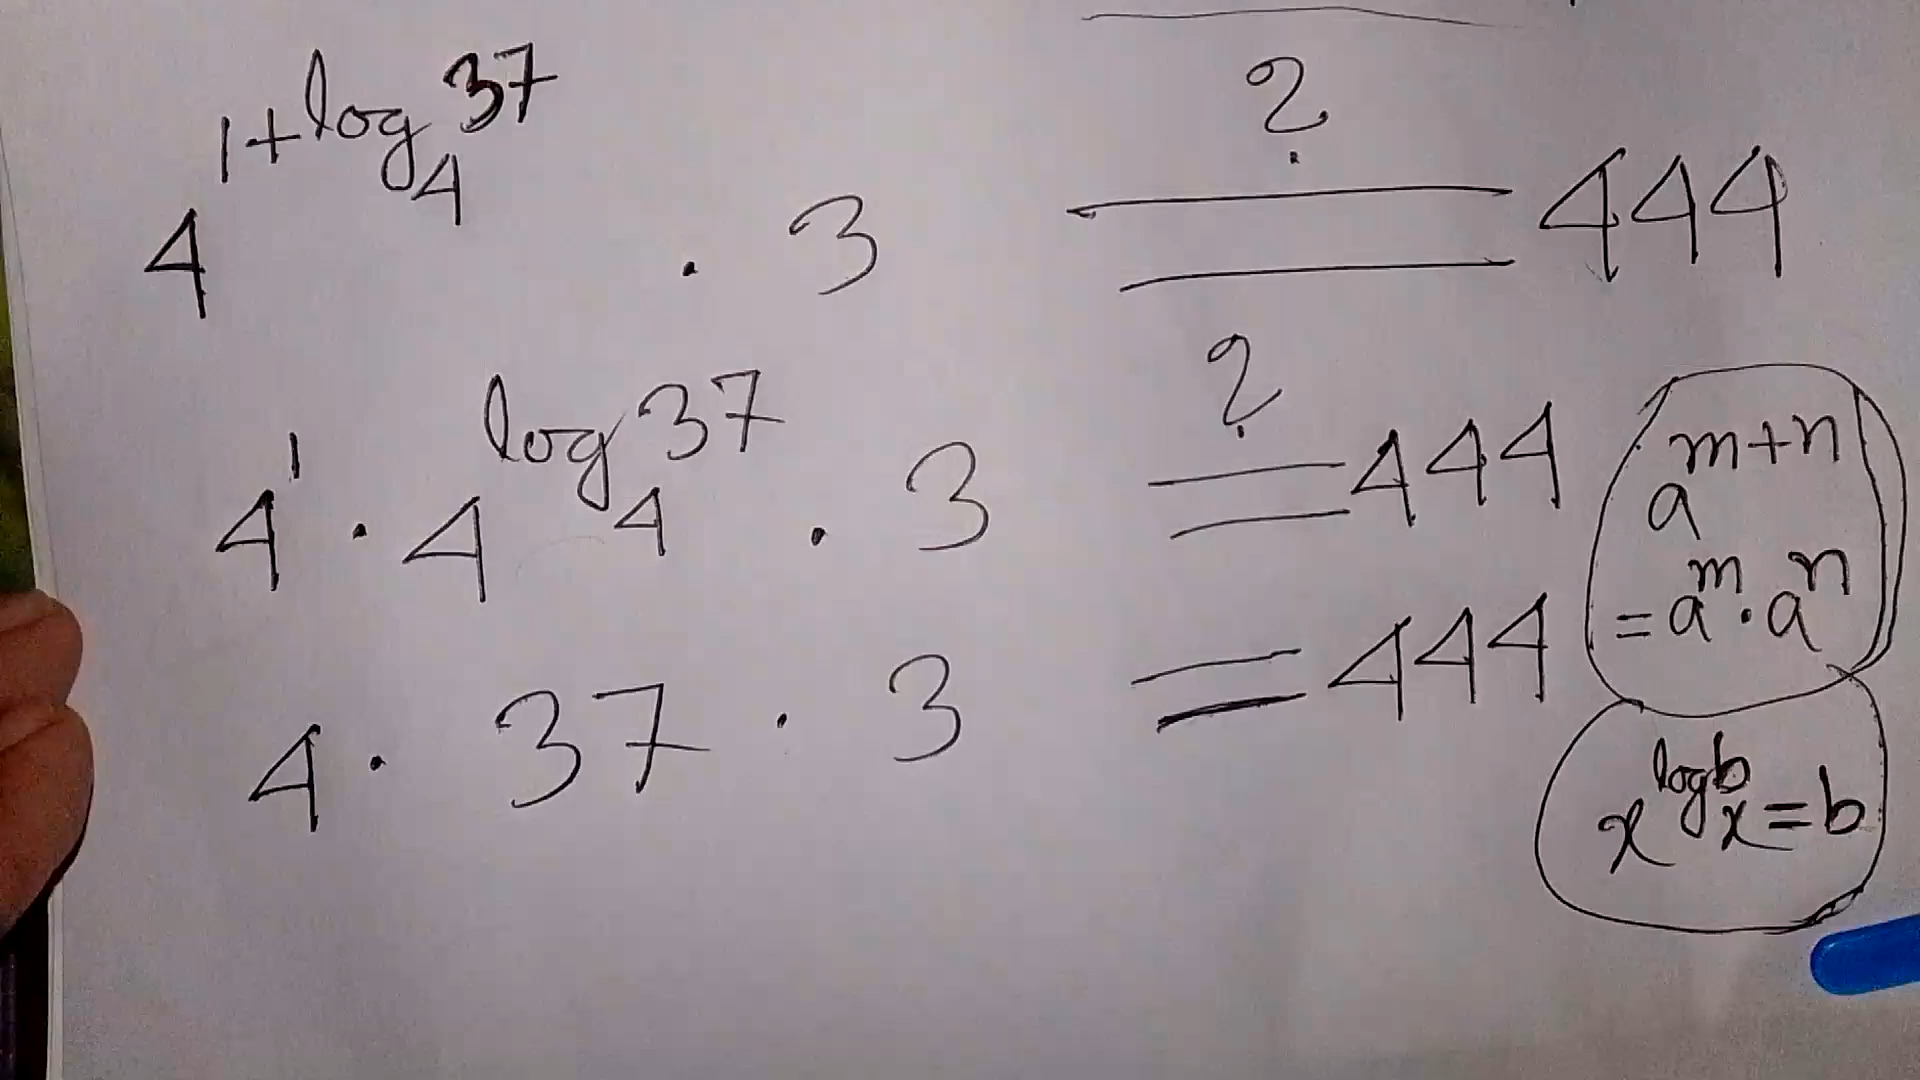 4^{1+log_4 37} · 3 =? 444
4^1 · 4^{log_4 37} · 3 =? 444
4 · 37 · 3 = 444
a^{m+n}
= a^m · a^n
x^{log_x b} = b